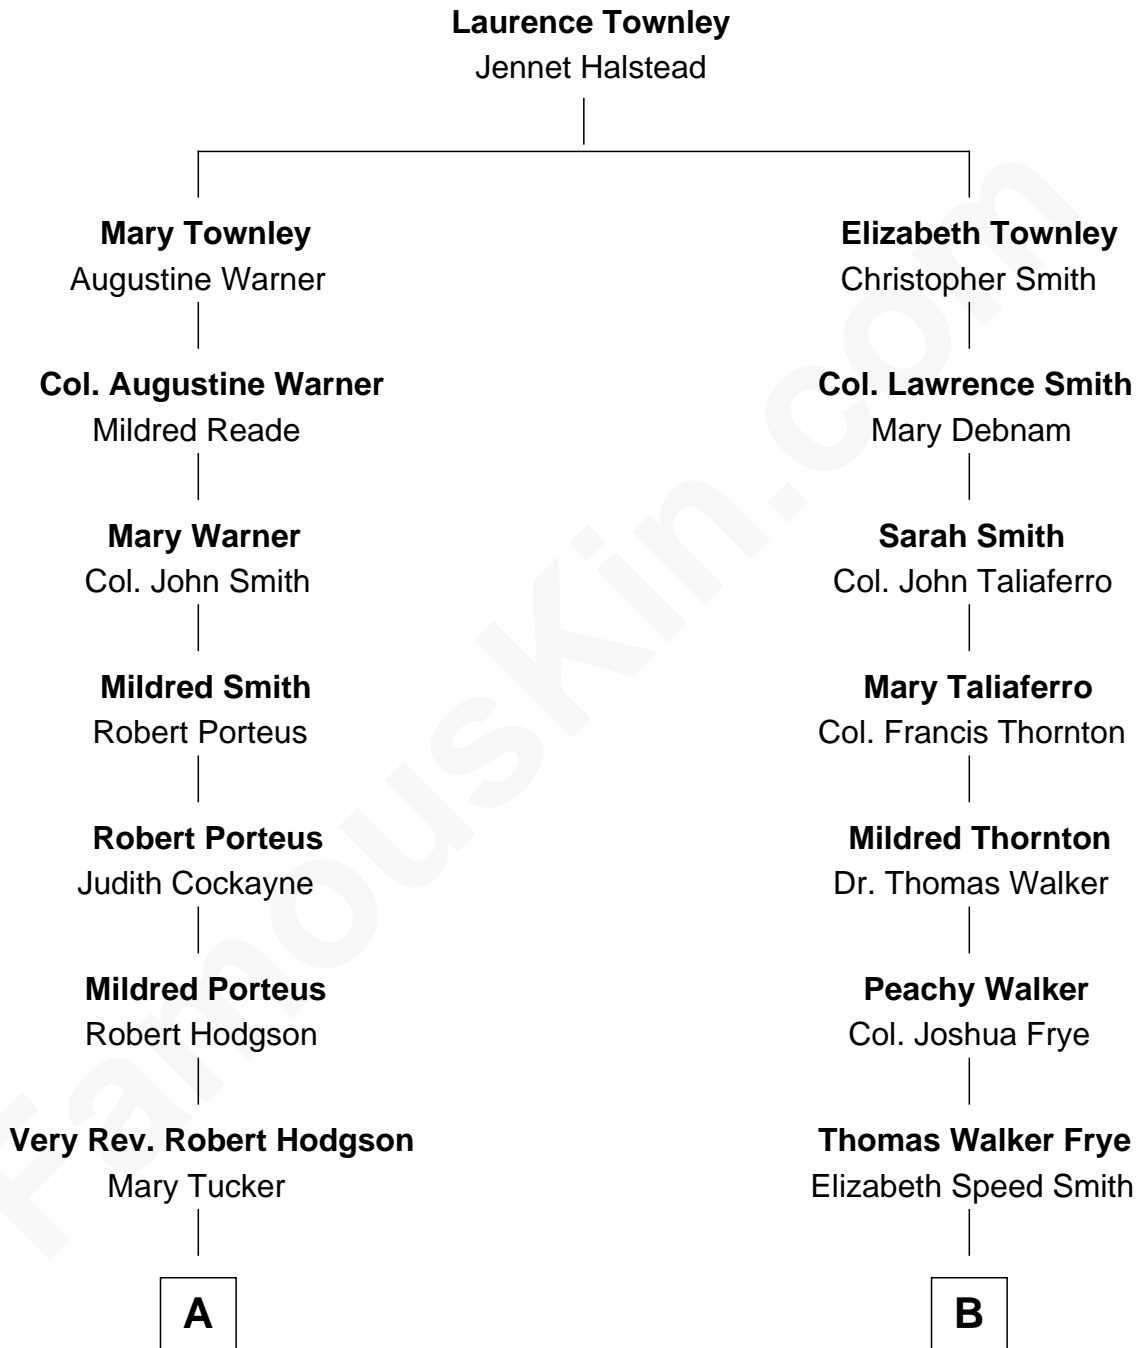 Laurence Townley
Jennet Halstead
Mary Townley
Augustine Warner
Elizabeth Townley
Christopher Smith
Col. Augustine Warner
Mildred Reade
Col. Lawrence Smith
Mary Debnam
Mary Warner
Col. John Smith
Sarah Smith
Col. John Taliaferro
Mildred Smith
Robert Porteus
Mary Taliaferro
Col. Francis Thornton
Robert Porteus
Judith Cockayne
Mildred Thornton
Dr. Thomas Walker
Mildred Porteus
Robert Hodgson
Peachy Walker
Col. Joshua Frye
Very Rev. Robert Hodgson
Mary Tucker
Thomas Walker Frye
Elizabeth Speed Smith
A
B
FamousKin.com